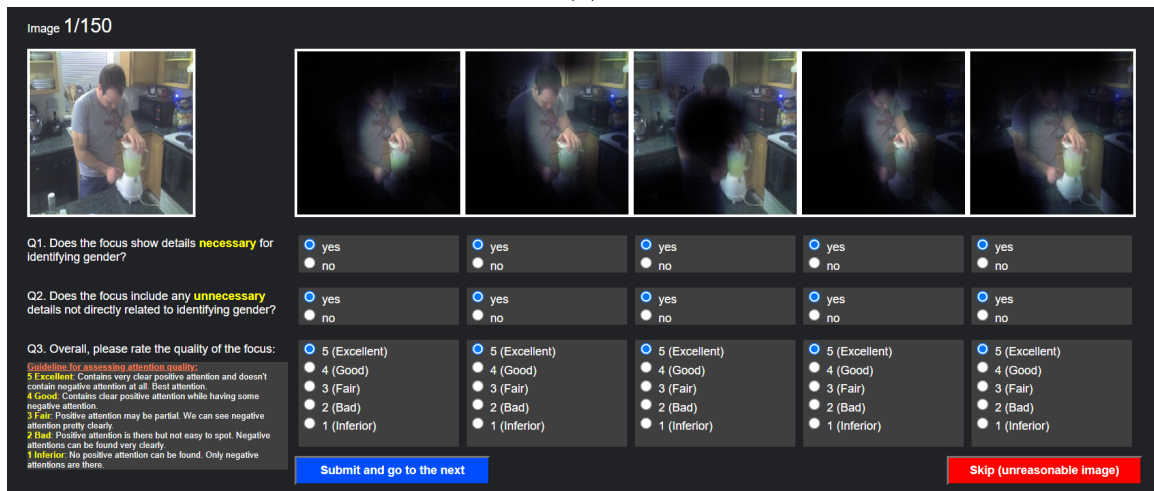 Image 1/150
Q1. Does the focus show details necessary for
identifying gender?
yes
no
yes
no
yes
no
yes
no
yes
no
Q2. Does the focus include any unnecessary
details not directly related to identifying gender?
yes
no
yes
no
yes
no
yes
no
yes
no
Q3. Overall, please rate the quality of the focus:
Guideline for assessing attention quality:
5 Excellent: Contains very clear positive attention and doesn't
contain negative attention at all. Best attention.
4 Good: Contains clear positive attention while having some
negative attention.
3 Fair: Positive attention may be partial. We can see negative
attention pretty clearly.
2 Bad: Positive attention is there but not easy to spot. Negative
attentions can be found very clearly.
1 Inferior: No positive attention can be found. Only negative
attentions are there.
5 (Excellent)
4 (Good)
3 (Fair)
2 (Bad)
1 (Inferior)
5 (Excellent)
4 (Good)
3 (Fair)
2 (Bad)
1 (Inferior)
5 (Excellent)
4 (Good)
3 (Fair)
2 (Bad)
1 (Inferior)
5 (Excellent)
4 (Good)
3 (Fair)
2 (Bad)
1 (Inferior)
5 (Excellent)
4 (Good)
3 (Fair)
2 (Bad)
1 (Inferior)
Submit and go to the next
Skip (unreasonable image)